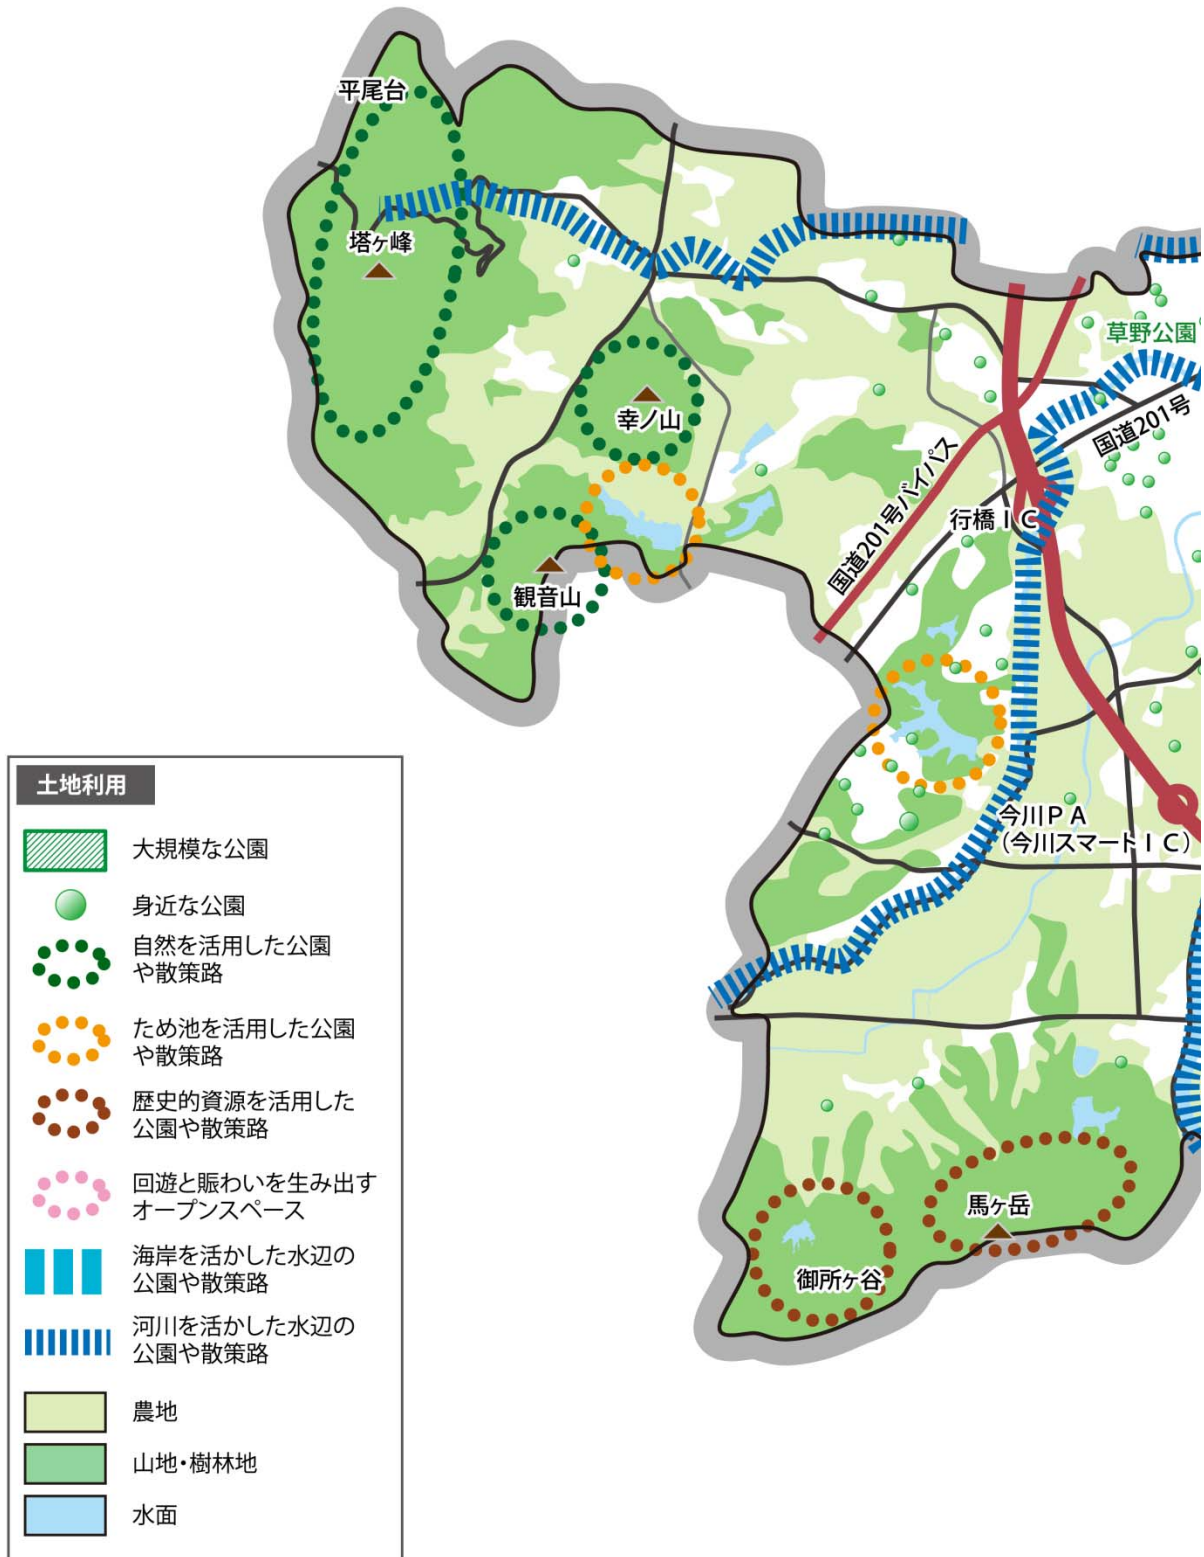 平尾台
塔ヶ峰
草野公園
幸ノ山
国道201号
国道201号バイパス
行橋IC
観音山
今川PA
（今川スマートIC）
馬ヶ岳
御所ヶ谷
土地利用
大規模な公園
身近な公園
自然を活用した公園
や散策路
ため池を活用した公園
や散策路
歴史的資源を活用した
公園や散策路
回遊と賑わいを生み出す
オープンスペース
海岸を活かした水辺の
公園や散策路
河川を活かした水辺の
公園や散策路
農地
山地・樹林地
水面